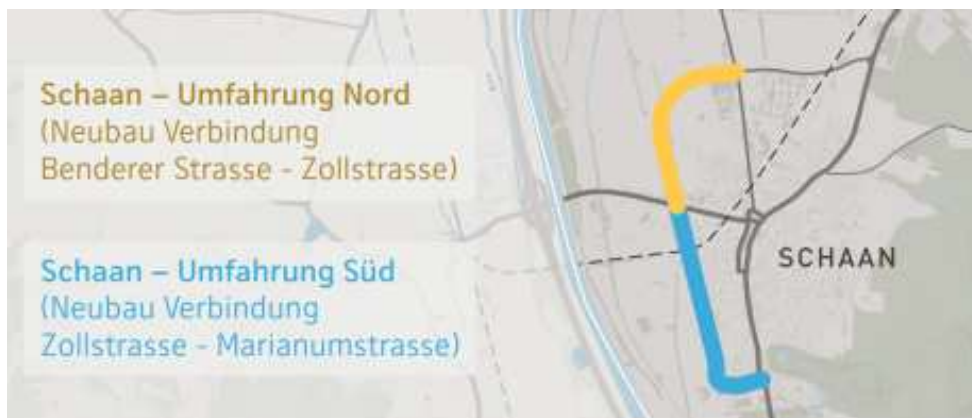 Schaan – Umfahrung Nord
(Neubau Verbindung
Benderer Strasse - Zollstrasse)
Schaan – Umfahrung Süd
(Neubau Verbindung
Zollstrasse - Marianumstrasse)
SCHAAN